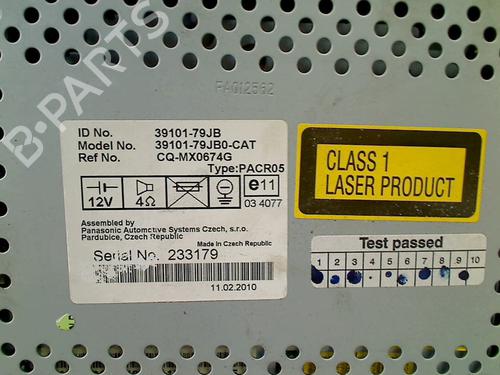 B-PARTS
FAG12562
ID No. 39101-79JB
Model No. 39101-79JB0-CAT
Ref No. CQ-MX0674G
Type:PACR05
12V 4Ω e11
03 4077
Assembled by
Panasonic Automotive Systems Czech, s.r.o.
Pardubice, Czech Republic
Made in Czech Republic
Serial No. 233179
11.02.2010
CLASS 1
LASER PRODUCT
Test passed
1 2 3 4 5 6 7 8 9 10